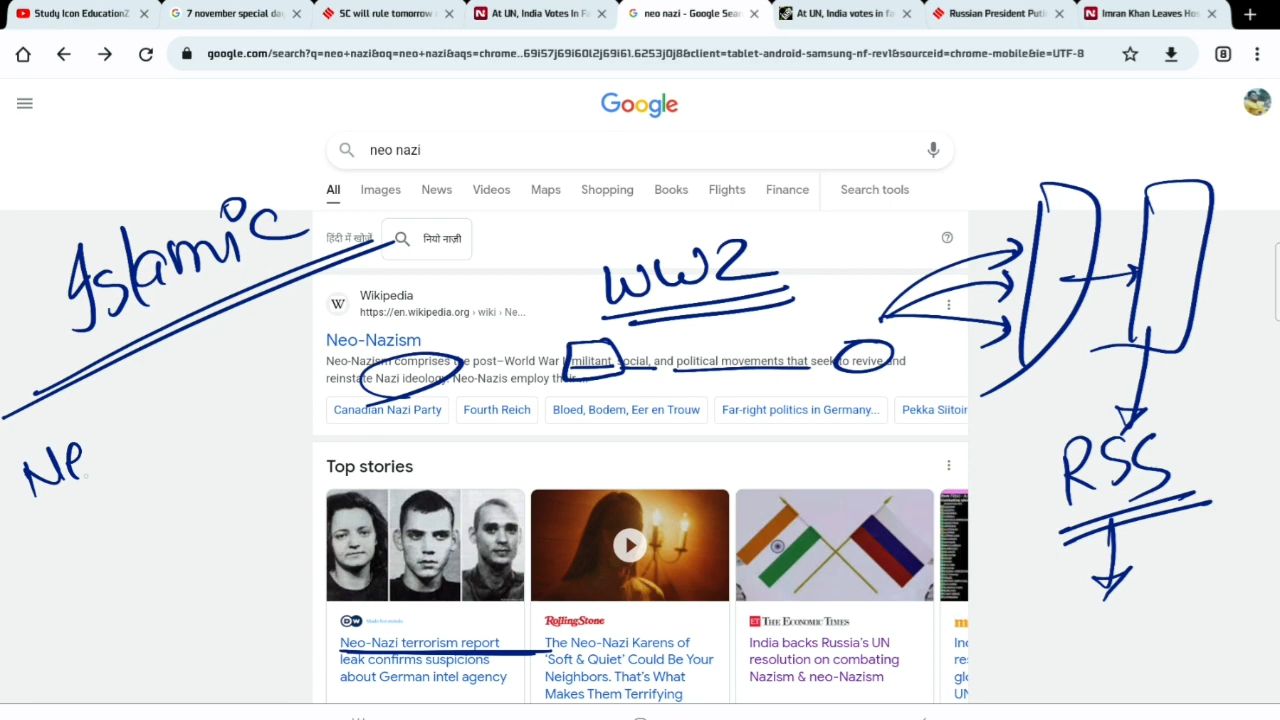 Study Icon EducationZ
7 november special da
SC will rule tomorrow
At UN, India Votes In Fa
neo nazi - Google Sear
At UN, India votes in fa
Russian President Puti
Imran Khan Leaves Hos
google.com/search?q=neo+nazi&oq=neo+nazi&aqs=chrome..69i57j69i60l2j69i61.6253j0j8&client=tablet-android-samsung-nf-rev1&sourceid=chrome-mobile&ie=UTF-8
8
Google
neo nazi
All Images News Videos Maps Shopping Books Flights Finance Search tools
हिंदी में खोजें
नियो नाज़ी
Islamic
WW2
W
Wikipedia
https://en.wikipedia.org › wiki › Ne...
Neo-Nazism
Neo-Nazism comprises the post–World War II militant, social, and political movements that seek to revive and
reinstate Nazi ideology. Neo-Nazis employ their ...
Canadian Nazi Party
Fourth Reich
Bloed, Bodem, Eer en Trouw
Far-right politics in Germany...
Pekka Siitoin
RSS
Top stories
DW
Neo-Nazi terrorism report
leak confirms suspicions
about German intel agency
RollingStone
The Neo-Nazi Karens of
'Soft & Quiet' Could Be Your
Neighbors. That's What
Makes Them Terrifying
ET THE ECONOMIC TIMES
India backs Russia's UN
resolution on combating
Nazism & neo-Nazism